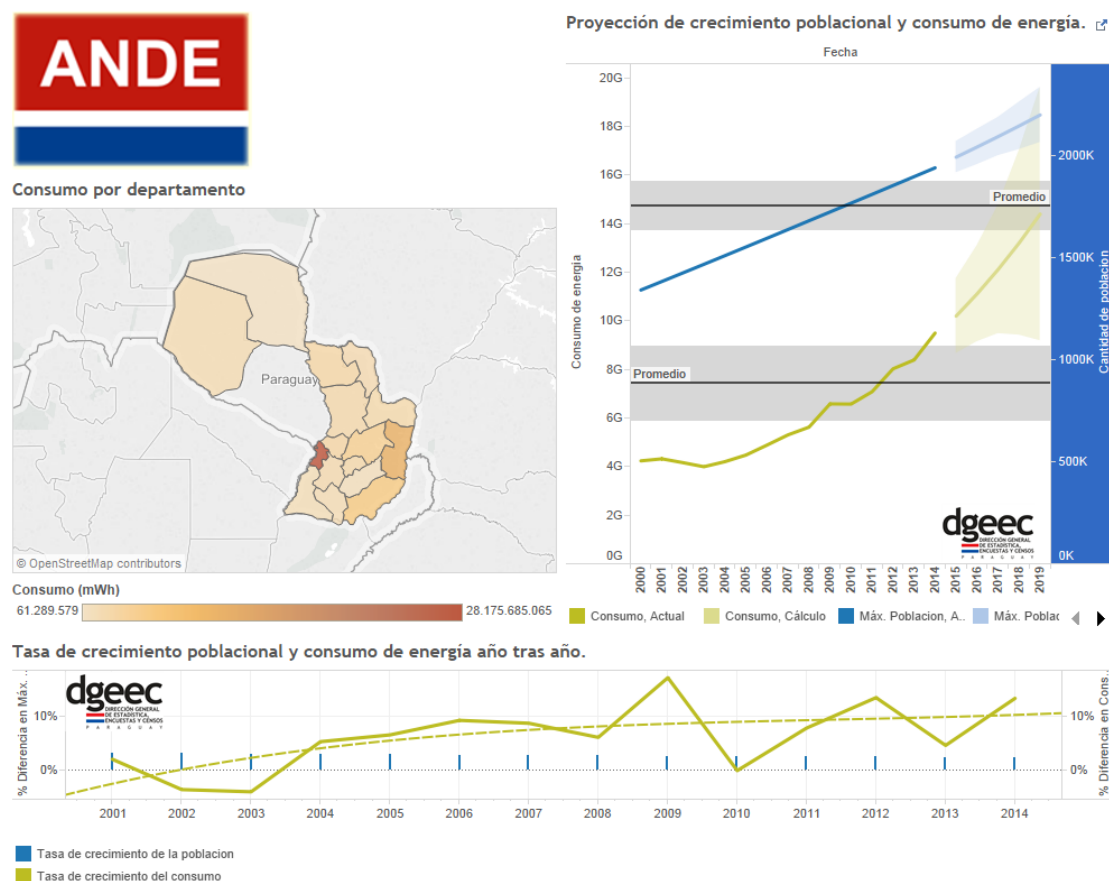 ANDE
Consumo por departamento
Paraguay
© OpenStreetMap contributors
Consumo (mWh)
61.289.579
28.175.685.065
Proyección de crecimiento poblacional y consumo de energía.
Fecha
20G
18G
16G
14G
12G
10G
8G
6G
4G
2G
0G
Consumo de energia
Promedio
Promedio
2000K
1500K
1000K
500K
0K
Cantidad de poblacion
dgeec
DIRECCIÓN GENERAL
DE ESTADÍSTICA,
ENCUESTAS Y CENSOS
PARAGUAY
2000 2001 2002 2003 2004 2005 2006 2007 2008 2009 2010 2011 2012 2013 2014 2015 2016 2017 2018 2019
Consumo, Actual Consumo, Cálculo Máx. Poblacion, A.. Máx. Poblac
Tasa de crecimiento poblacional y consumo de energía año tras año.
% Diferencia en Máx. ..
10%
0%
dgeec
DIRECCIÓN GENERAL
DE ESTADÍSTICA,
ENCUESTAS Y CENSOS
PARAGUAY
10%
0%
% Diferencia en Cons..
2001 2002 2003 2004 2005 2006 2007 2008 2009 2010 2011 2012 2013 2014
Tasa de crecimiento de la poblacion
Tasa de crecimiento del consumo